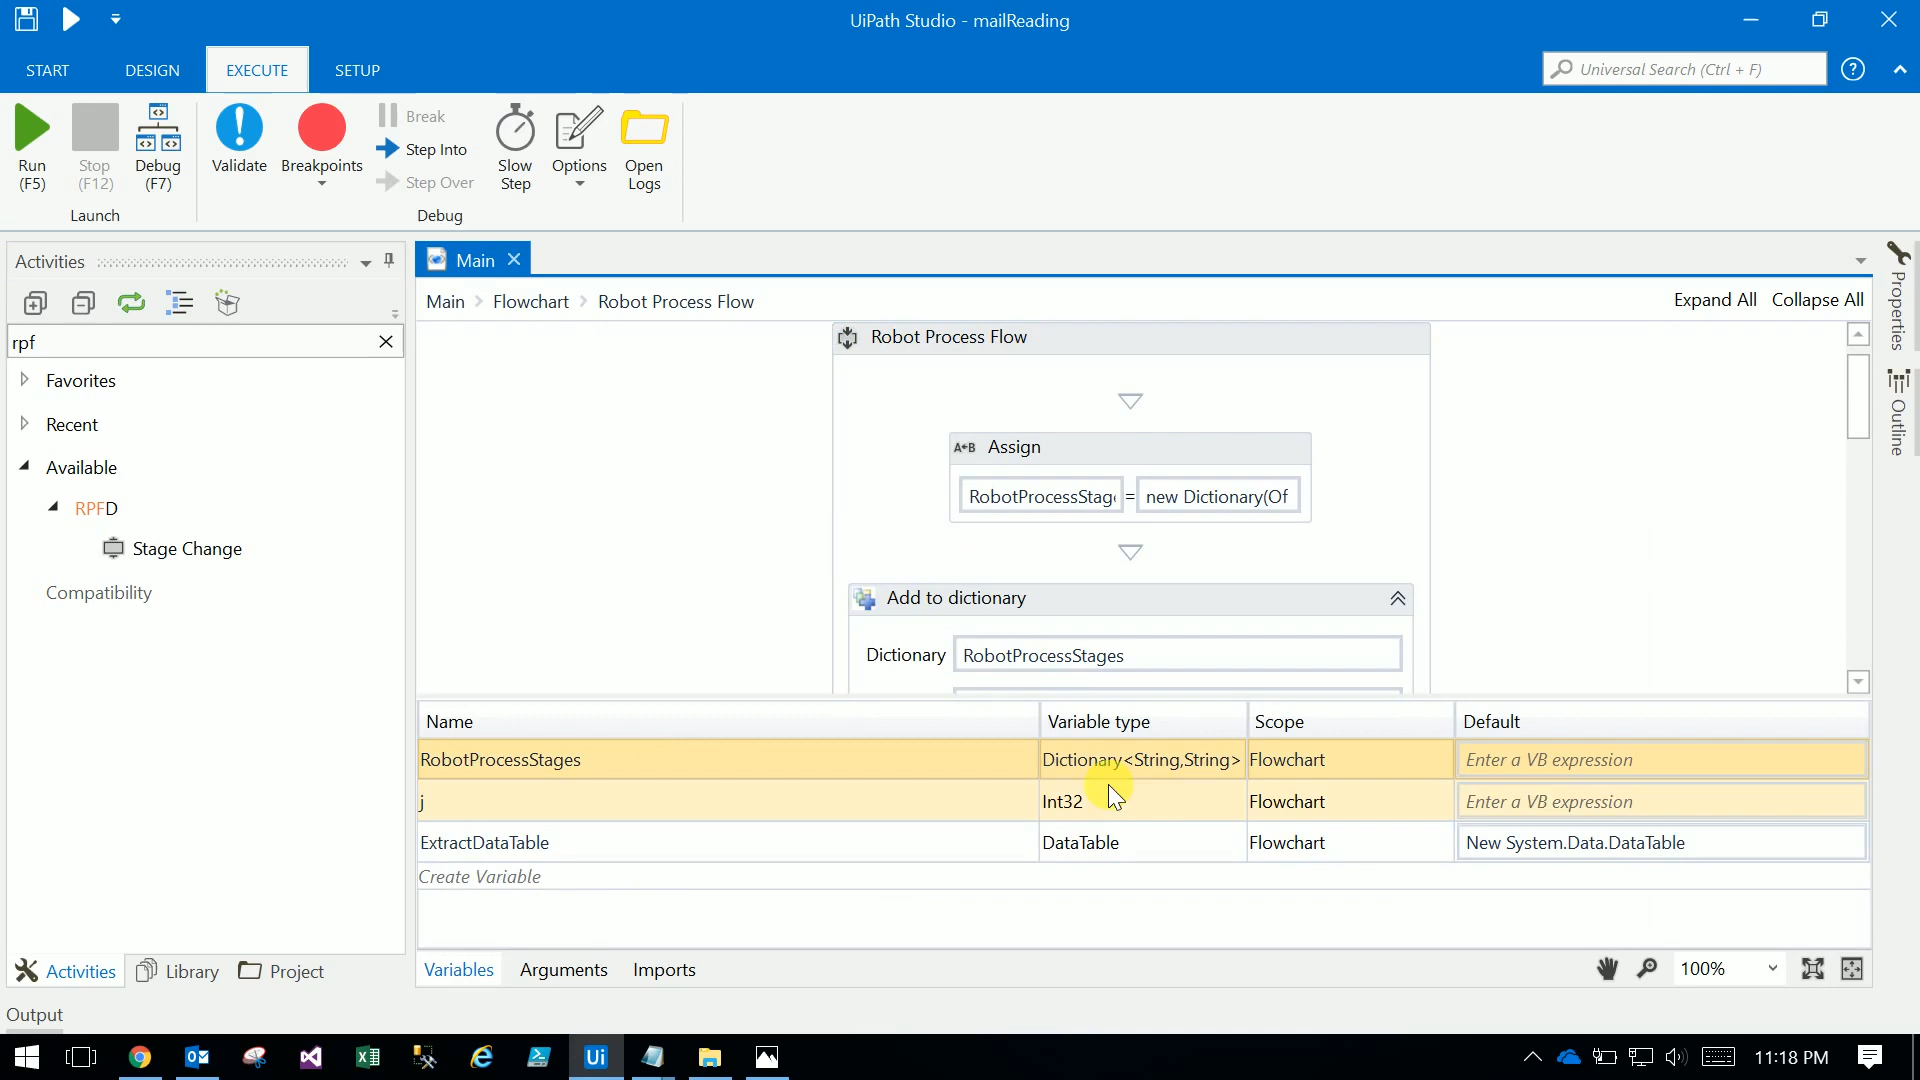 UiPath Studio - mailReading
START DESIGN EXECUTE SETUP
Universal Search (Ctrl + F)
Run (F5)
Stop (F12)
Debug (F7)
Launch
Validate
Breakpoints
Break
Step Into
Step Over
Slow Step
Options
Open Logs
Debug
Activities
rpf
Favorites
Recent
Available
RPFD
Stage Change
Compatibility
Activities Library Project
Main
Main Flowchart Robot Process Flow
Expand All Collapse All
Robot Process Flow
A+B Assign
RobotProcessStag = new Dictionary(Of
Add to dictionary
Dictionary RobotProcessStages
Name Variable type Scope Default
RobotProcessStages Dictionary<String,String> Flowchart Enter a VB expression
j Int32 Flowchart Enter a VB expression
ExtractDataTable DataTable Flowchart New System.Data.DataTable
Create Variable
Variables Arguments Imports
100%
Properties
Outline
Output
Ui
11:18 PM